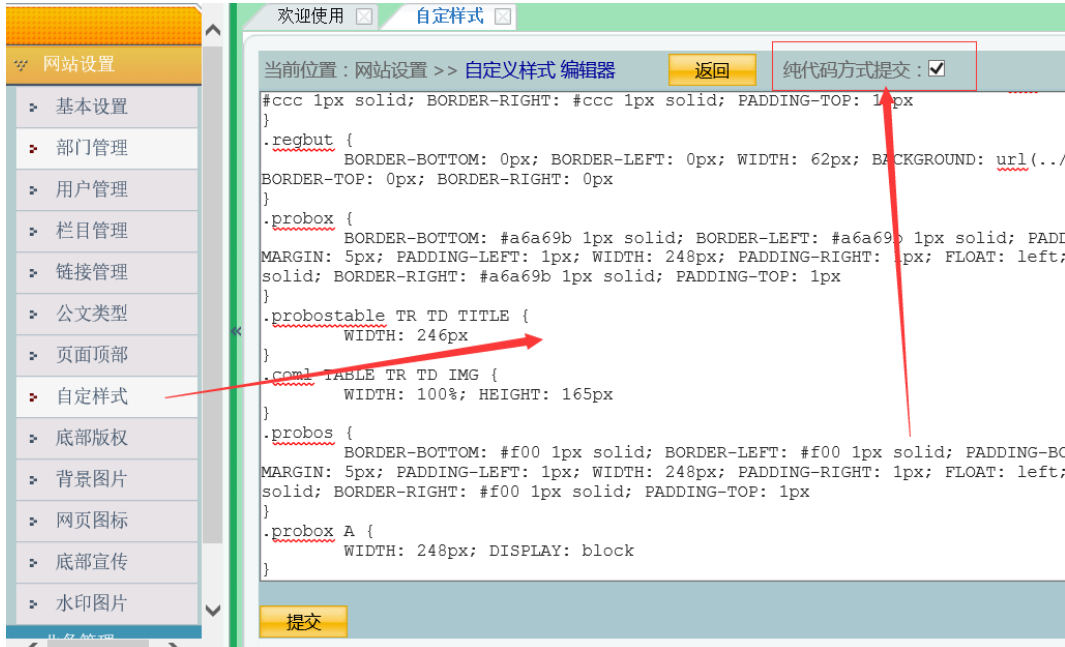 欢迎使用
自定样式
网站设置
基本设置
部门管理
用户管理
栏目管理
链接管理
公文类型
页面顶部
自定样式
底部版权
背景图片
网页图标
底部宣传
水印图片
业务管理
当前位置：网站设置 >> 自定义样式 编辑器
返回
纯代码方式提交：
#ccc 1px solid; BORDER-RIGHT: #ccc 1px solid; PADDING-TOP:
}
.regbut {
BORDER-BOTTOM: 0px; BORDER-LEFT: 0px; WIDTH: 62px; BACKGROUND: url(../
BORDER-TOP: 0px; BORDER-RIGHT: 0px
}
.probox {
BORDER-BOTTOM: #a6a69b 1px solid; BORDER-LEFT: #a6a69b 1px solid; PADD
MARGIN: 5px; PADDING-LEFT: 1px; WIDTH: 248px; PADDING-RIGHT: 1px; FLOAT: left;
solid; BORDER-RIGHT: #a6a69b 1px solid; PADDING-TOP: 1px
}
.probostable TR TD TITLE {
WIDTH: 246px
}
.coml TABLE TR TD IMG {
WIDTH: 100%; HEIGHT: 165px
}
.probos {
BORDER-BOTTOM: #f00 1px solid; BORDER-LEFT: #f00 1px solid; PADDING-BO
MARGIN: 5px; PADDING-LEFT: 1px; WIDTH: 248px; PADDING-RIGHT: 1px; FLOAT: left;
solid; BORDER-RIGHT: #f00 1px solid; PADDING-TOP: 1px
}
.probox A {
WIDTH: 248px; DISPLAY: block
}
提交